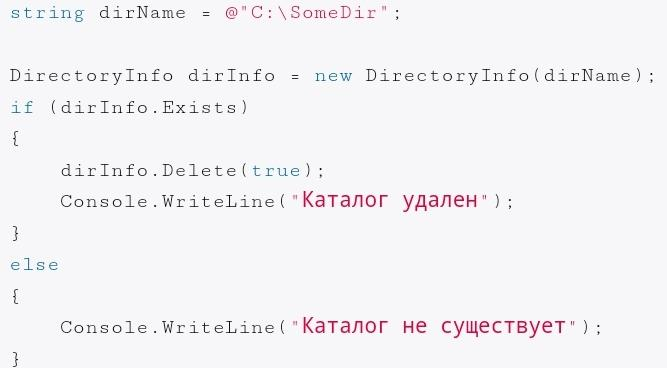 string dirName = @"C:\SomeDir";
DirectoryInfo dirInfo = new DirectoryInfo(dirName);
if (dirInfo.Exists)
{
dirInfo.Delete(true);
Console.WriteLine("Каталог удален");
}
else
{
Console.WriteLine("Каталог не существует");
}